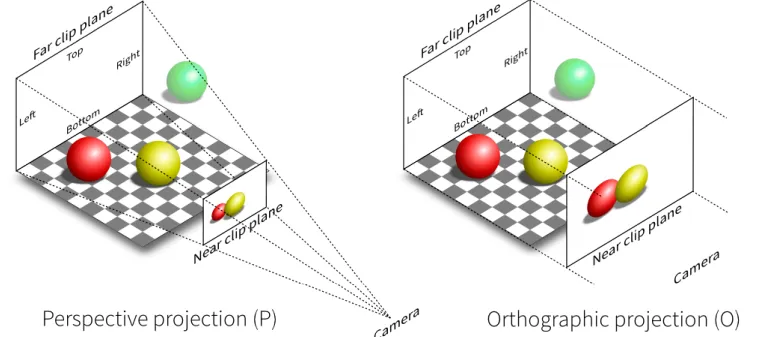 Far clip plane
Top
Right
Left
Bottom
Near clip plane
Camera
Perspective projection (P)
Far clip plane
Top
Right
Left
Bottom
Near clip plane
Camera
Orthographic projection (O)